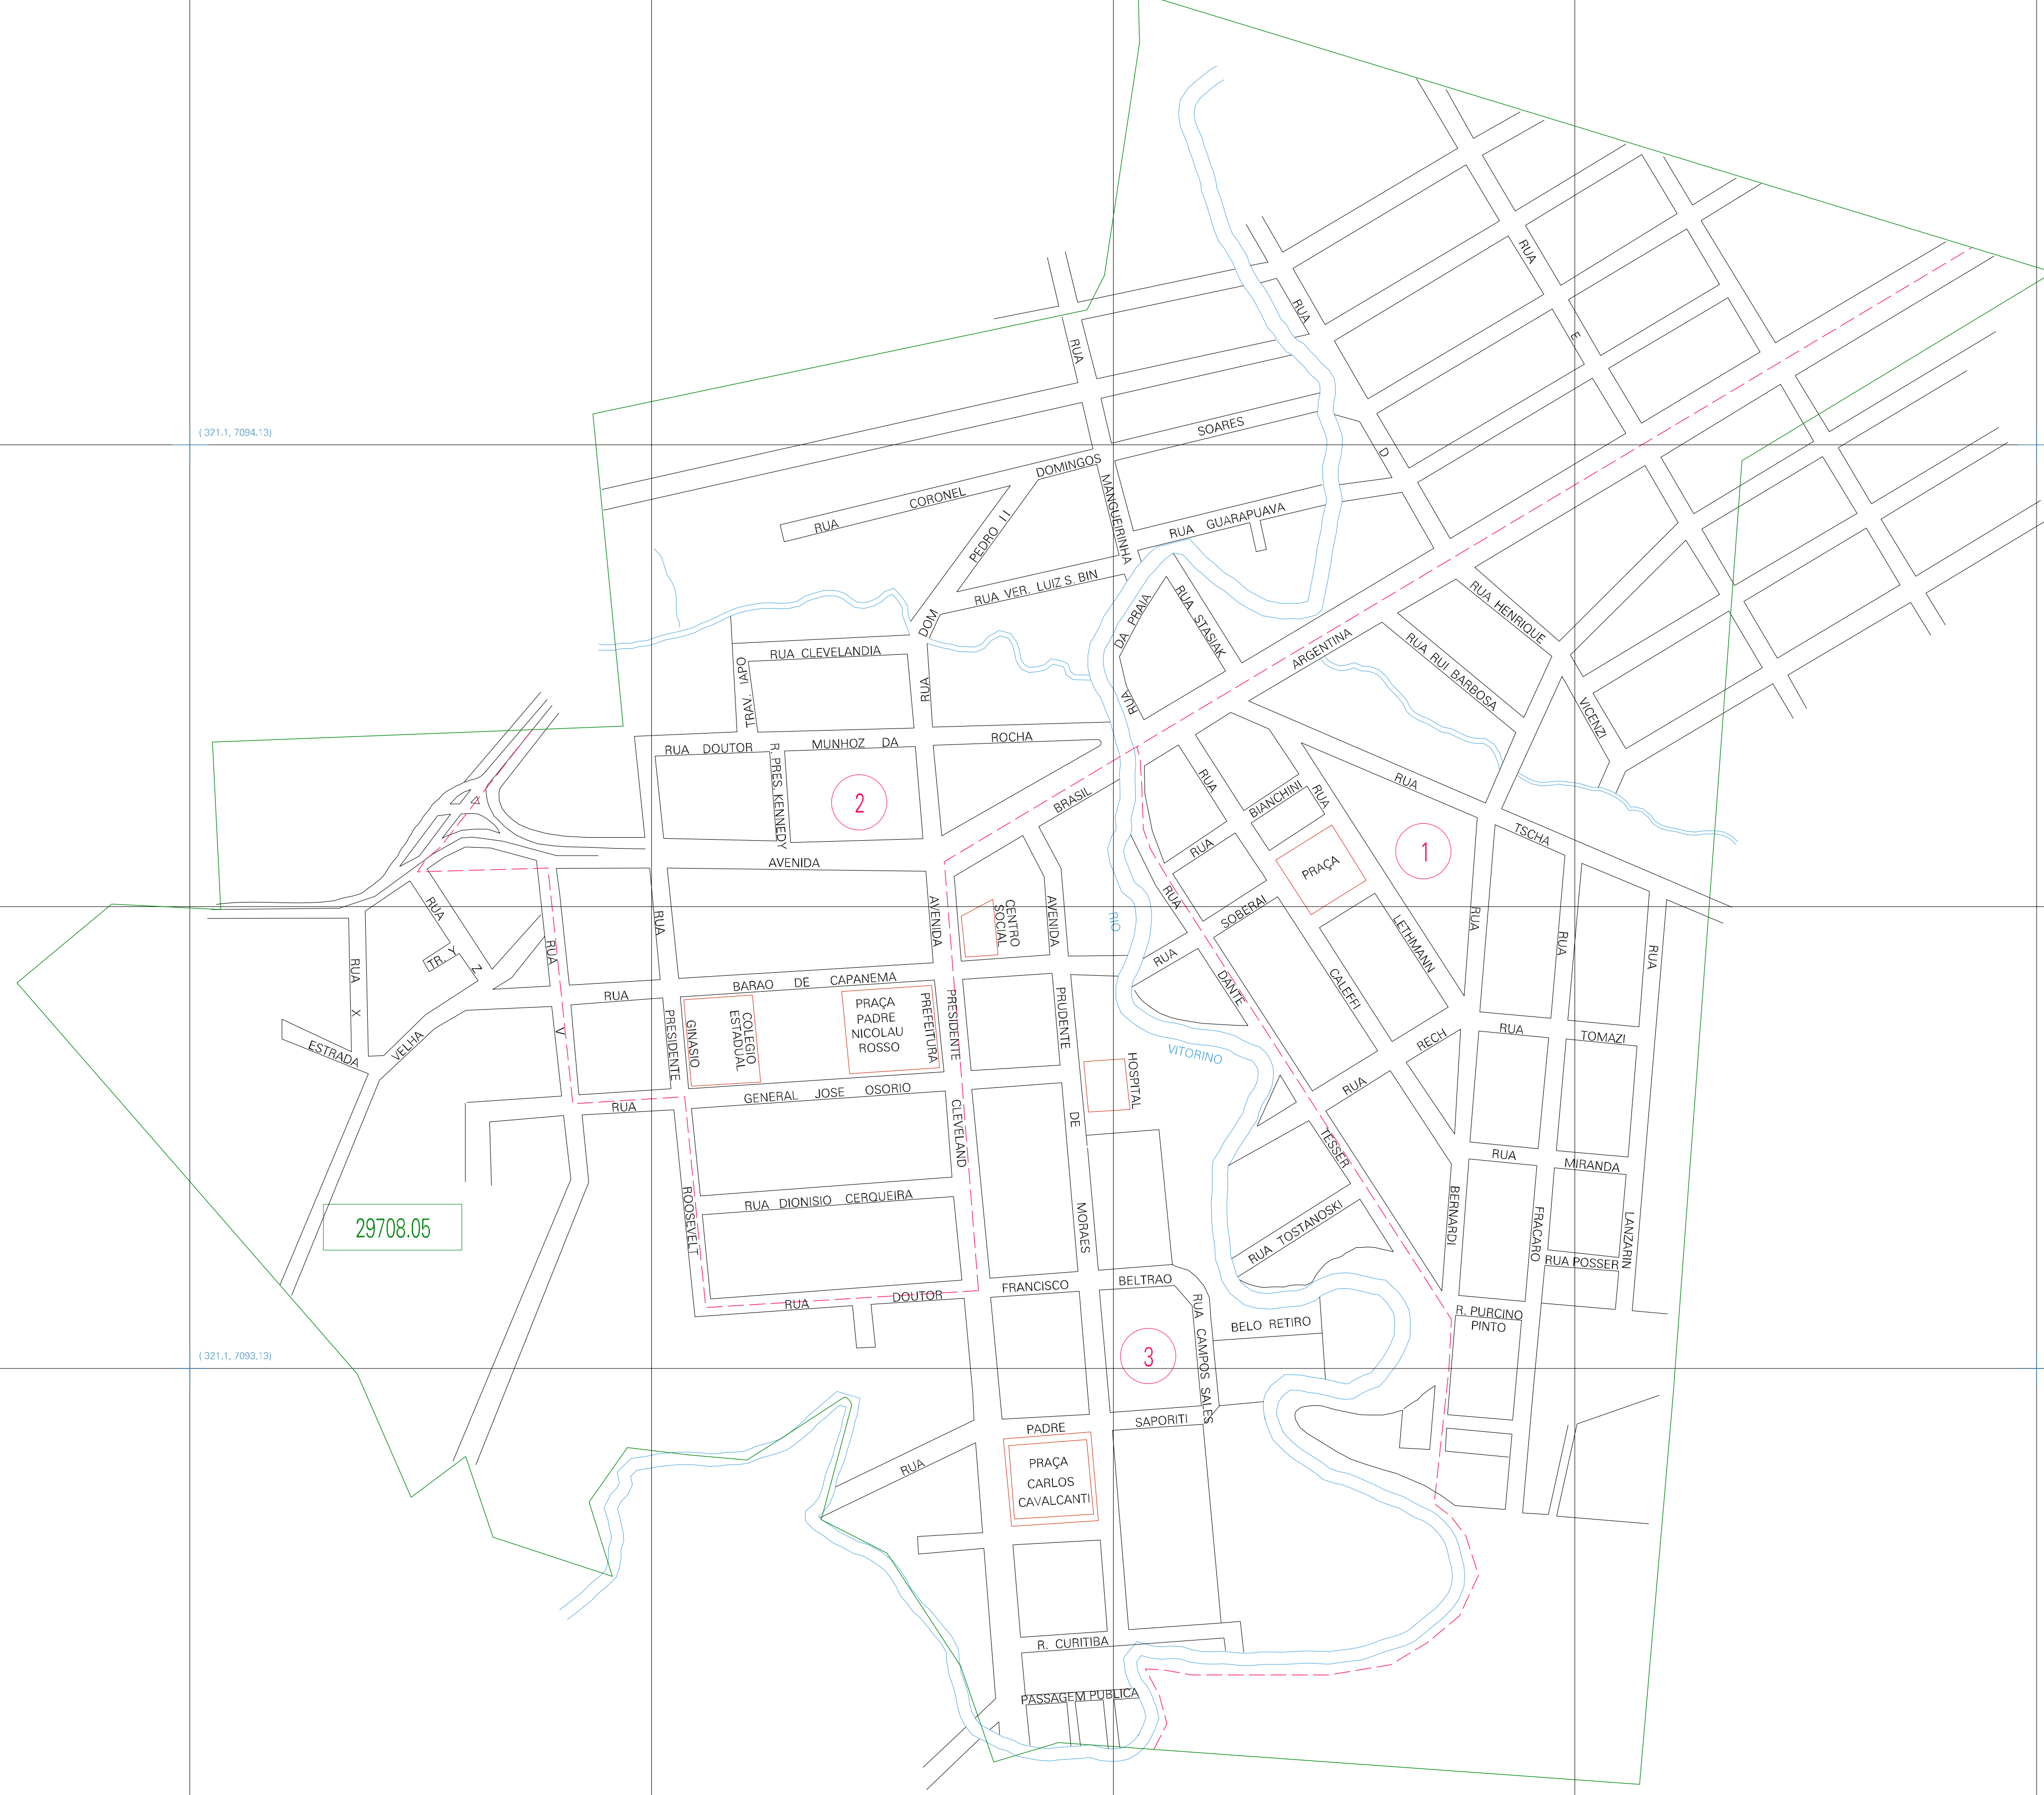 RUA
RUA
E
RUA
( 321.1, 7094.13)
SOARES
D
DOMINGOS
CORONEL
RUA
MANGUEIRINHA
PEDRO II
RUA GUARAPUAVA
RUA VER. LUIZ S. BIN
DOM
RUA
DA PRAIA
RUA
RUA STASIAK
ARGENTINA
RUA HENRIQUE
VICENZI
RUA RUI BARBOSA
RUA CLEVELANDIA
TRAV. IAPO
RUA DOUTOR
MUNHOZ DA
ROCHA
R. PRES. KENNEDY
2
BRASIL
RUA
BIANCHINI
RUA
RUA
TSCHA
1
RUA
PRAÇA
AVENIDA
RUA
RUA
RUA
AVENIDA
CENTRO
SOCIAL
AVENIDA
RIO
RUA
SOBERAI
LETHMANN
RUA
RUA
RUA
TR. Y
Z
RUA
X
RUA
DANTE
CALEFFI
RUA
BARAO DE CAPANEMA
V
PRESIDENTE
GINASIO
COLEGIO
ESTADUAL
PRAÇA
PADRE
NICOLAU
ROSSO
PREFEITURA
PRESIDENTE
PRUDENTE
ESTRADA
VELHA
VITORINO
HOSPITAL
RECH
RUA
RUA
TOMAZI
RUA
GENERAL JOSE OSORIO
CLEVELAND
DE
TESSER
RUA
MIRANDA
29708.05
ROOSEVELT
RUA DIONISIO CERQUEIRA
MORAES
RUA TOSTANOSKI
BERNARDI
FRACARO
LANZARIN
RUA POSSER
RUA
DOUTOR
FRANCISCO
BELTRAO
RUA CAMPOS SALES
BELO RETIRO
R. PURCINO
PINTO
( 321.1, 7093.13)
3
RUA
PADRE
SAPORITI
PRAÇA
CARLOS
CAVALCANTI
R. CURITIBA
PASSAGEM PUBLICA